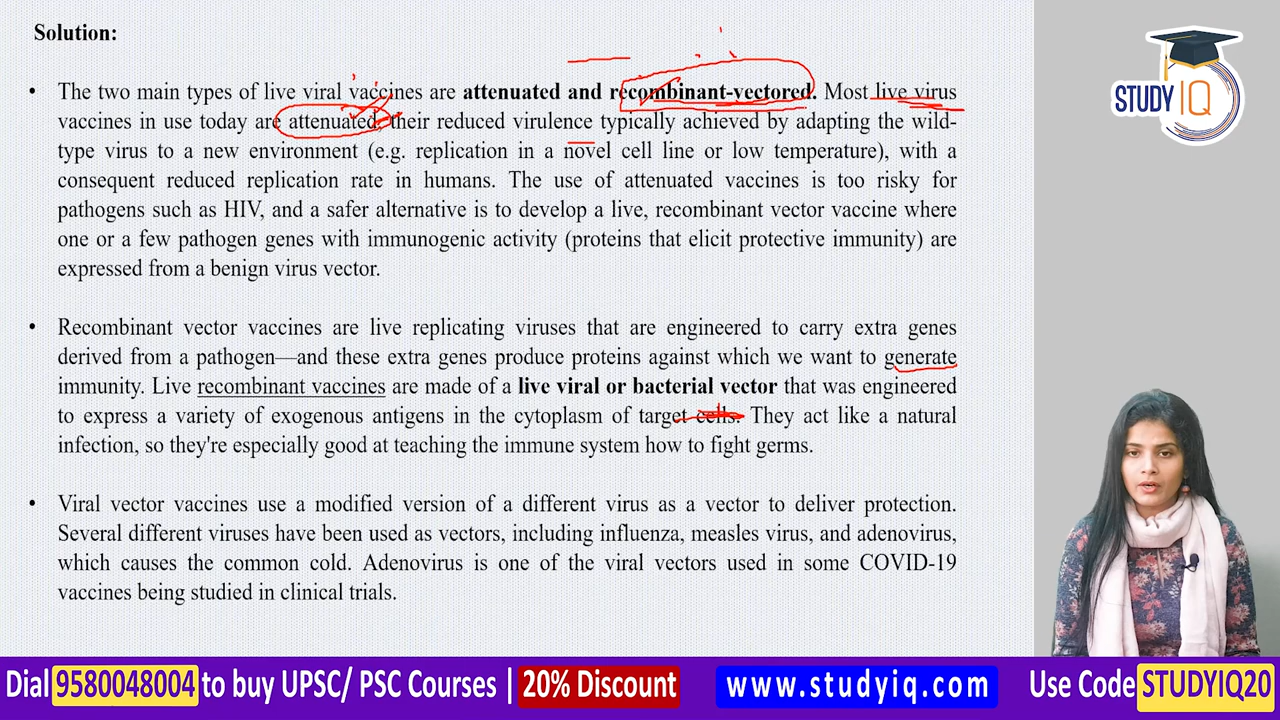 Solution:
• The two main types of live viral vaccines are attenuated and recombinant-vectored. Most live virus
vaccines in use today are attenuated, their reduced virulence typically achieved by adapting the wild-
type virus to a new environment (e.g. replication in a novel cell line or low temperature), with a
consequent reduced replication rate in humans. The use of attenuated vaccines is too risky for
pathogens such as HIV, and a safer alternative is to develop a live, recombinant vector vaccine where
one or a few pathogen genes with immunogenic activity (proteins that elicit protective immunity) are
expressed from a benign virus vector.
• Recombinant vector vaccines are live replicating viruses that are engineered to carry extra genes
derived from a pathogen—and these extra genes produce proteins against which we want to generate
immunity. Live recombinant vaccines are made of a live viral or bacterial vector that was engineered
to express a variety of exogenous antigens in the cytoplasm of target cells. They act like a natural
infection, so they're especially good at teaching the immune system how to fight germs.
• Viral vector vaccines use a modified version of a different virus as a vector to deliver protection.
Several different viruses have been used as vectors, including influenza, measles virus, and adenovirus,
which causes the common cold. Adenovirus is one of the viral vectors used in some COVID-19
vaccines being studied in clinical trials.
STUDY IQ
Dial 9580048004 to buy UPSC/ PSC Courses | 20% Discount www.studyiq.com Use Code STUDYIQ20